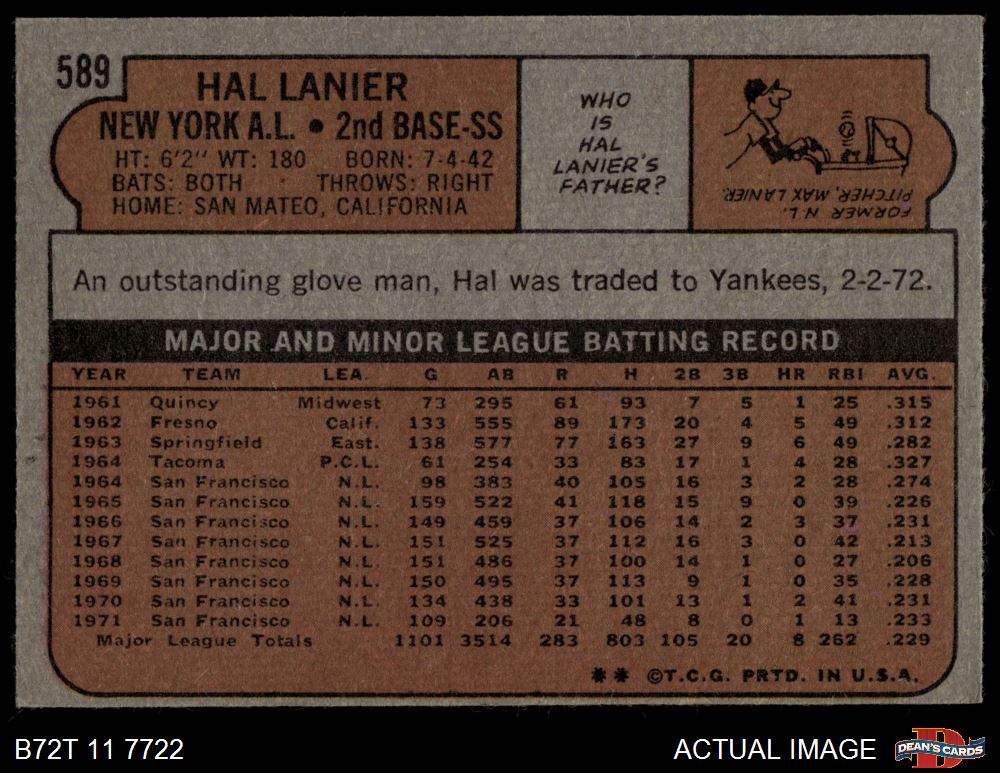 589
HAL LANIER
NEW YORK A.L. • 2nd BASE-SS
HT: 6'2" WT: 180 BORN: 7-4-42
BATS: BOTH THROWS: RIGHT
HOME: SAN MATEO, CALIFORNIA
WHO
IS
HAL
LANIER'S
FATHER?
FORMER N.L.
PITCHER, MAX LANIER.
An outstanding glove man, Hal was traded to Yankees, 2-2-72.
MAJOR AND MINOR LEAGUE BATTING RECORD
YEAR TEAM LEA. G AB R H 2B 3B HR RBI AVG.
1961 Quincy Midwest 73 295 61 93 7 5 1 25 .315
1962 Fresno Calif. 133 555 89 173 20 4 5 49 .312
1963 Springfield East. 138 577 77 163 27 9 6 49 .282
1964 Tacoma P.C.L. 61 254 33 83 17 1 4 28 .327
1964 San Francisco N.L. 98 383 40 105 16 3 2 28 .274
1965 San Francisco N.L. 159 522 41 118 15 9 0 39 .226
1966 San Francisco N.L. 149 459 37 106 14 2 3 37 .231
1967 San Francisco N.L. 151 525 37 112 16 3 0 42 .213
1968 San Francisco N.L. 151 486 37 100 14 1 0 27 .206
1969 San Francisco N.L. 150 495 37 113 9 1 0 35 .228
1970 San Francisco N.L. 134 438 33 101 13 1 2 41 .231
1971 San Francisco N.L. 109 206 21 48 8 0 1 13 .233
Major League Totals 1101 3514 283 803 105 20 8 262 .229
** ©T.C.G. PRTD. IN U.S.A.
B72T 11 7722
ACTUAL IMAGE
D
DEAN'S CARDS